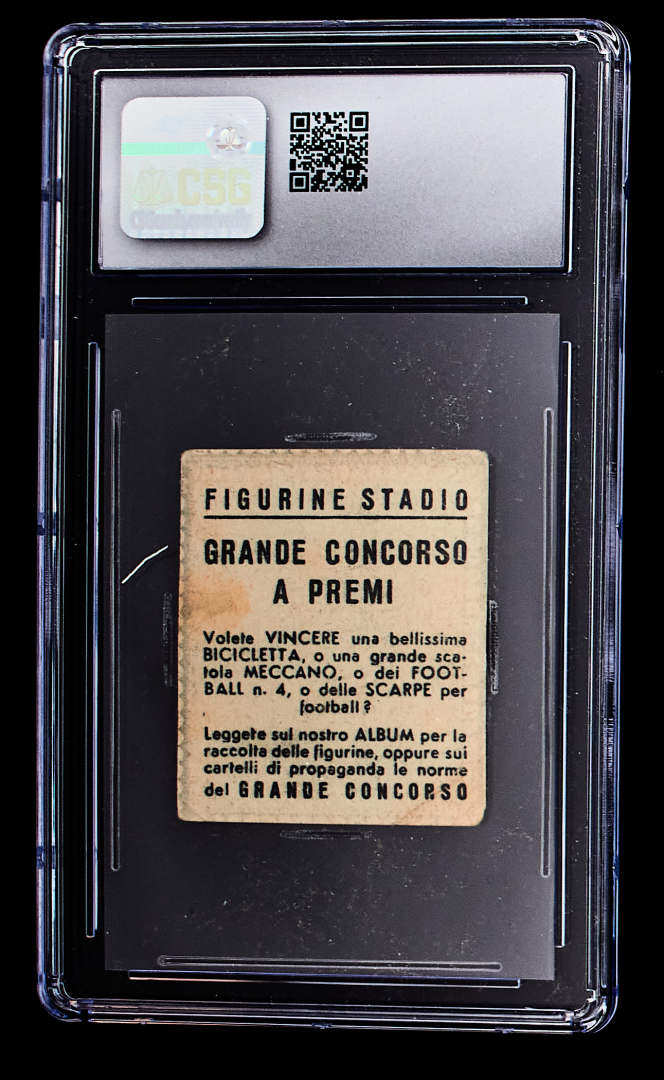 CSG
FIGURINE STADIO
GRANDE CONCORSO
A PREMI
Volete VINCERE una bellissima
BICICLETTA, o una grande sca-
tola MECCANO, o dei FOOT-
BALL n. 4, o delle SCARPE per
football ?
Leggete sul nostro ALBUM per la
raccolta delle figurine, oppure sui
cartelli di propaganda le norme
del GRANDE CONCORSO